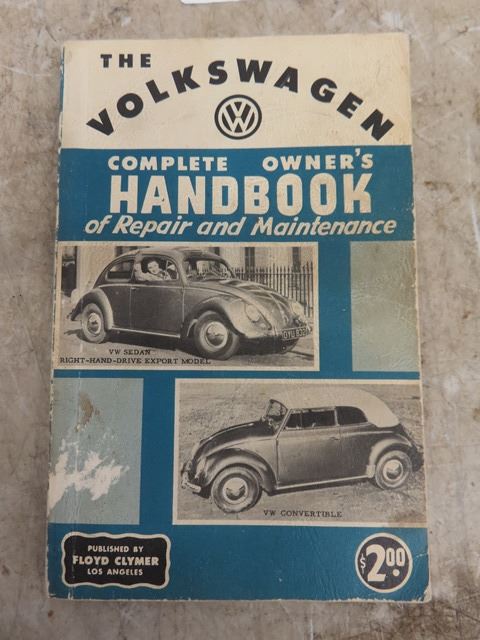 THE
VOLKSWAGEN
VW
COMPLETE OWNER'S
HANDBOOK
of Repair and Maintenance
VW SEDAN
RIGHT-HAND-DRIVE EXPORT MODEL
VW CONVERTIBLE
PUBLISHED BY
FLOYD CLYMER
LOS ANGELES
$2.00